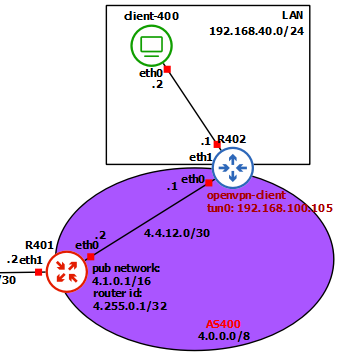 client-400
LAN
192.168.40.0/24
eth0
.2
.1
R402
eth1
eth0
.1
openvpn-client
tun0: 192.168.100.105
.2
4.4.12.0/30
R401
eth0
.2
eth1
/30
pub network:
4.1.0.1/16
router id:
4.255.0.1/32
AS400
4.0.0.0/8